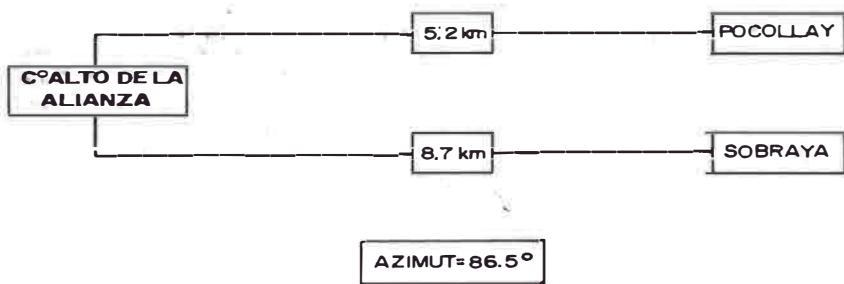 5.2 km
POCOLLAY
C°ALTO DE LA
ALIANZA
8.7 km
SOBRAYA
AZIMUT=86.5°